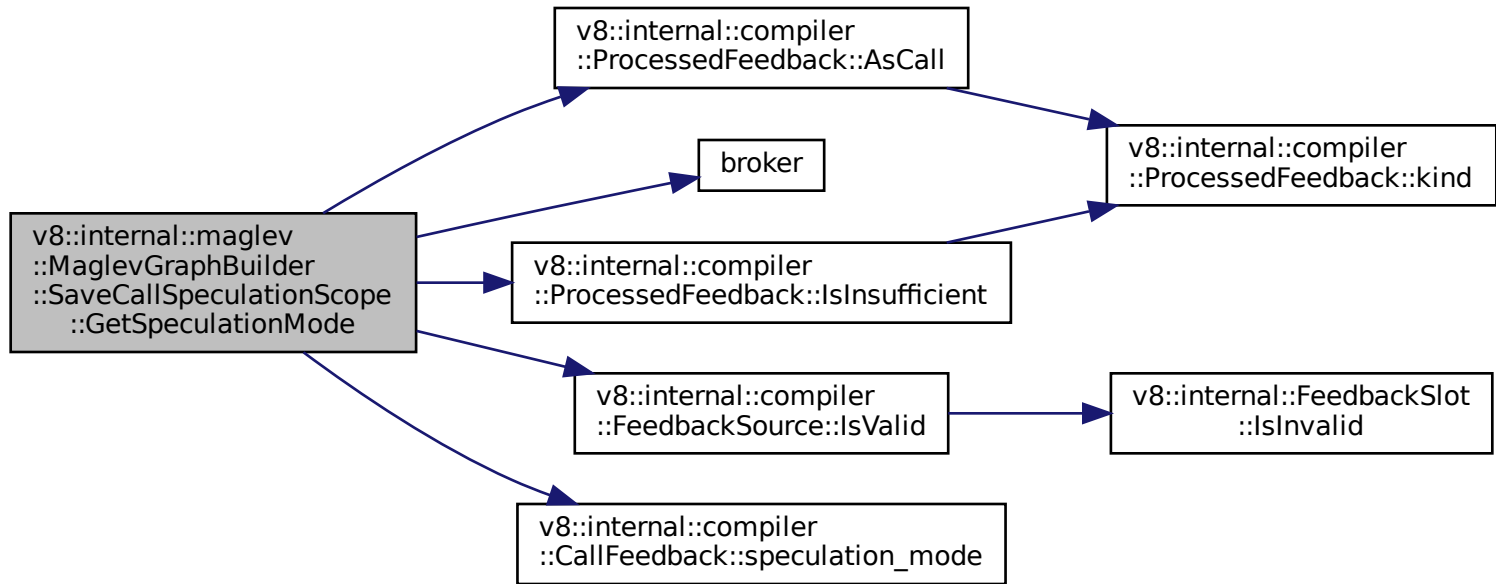 v8::internal::maglev
::MaglevGraphBuilder
::SaveCallSpeculationScope
::GetSpeculationMode
v8::internal::compiler
::ProcessedFeedback::AsCall
broker
v8::internal::compiler
::ProcessedFeedback::IsInsufficient
v8::internal::compiler
::FeedbackSource::IsValid
v8::internal::compiler
::CallFeedback::speculation_mode
v8::internal::compiler
::ProcessedFeedback::kind
v8::internal::FeedbackSlot
::IsInvalid